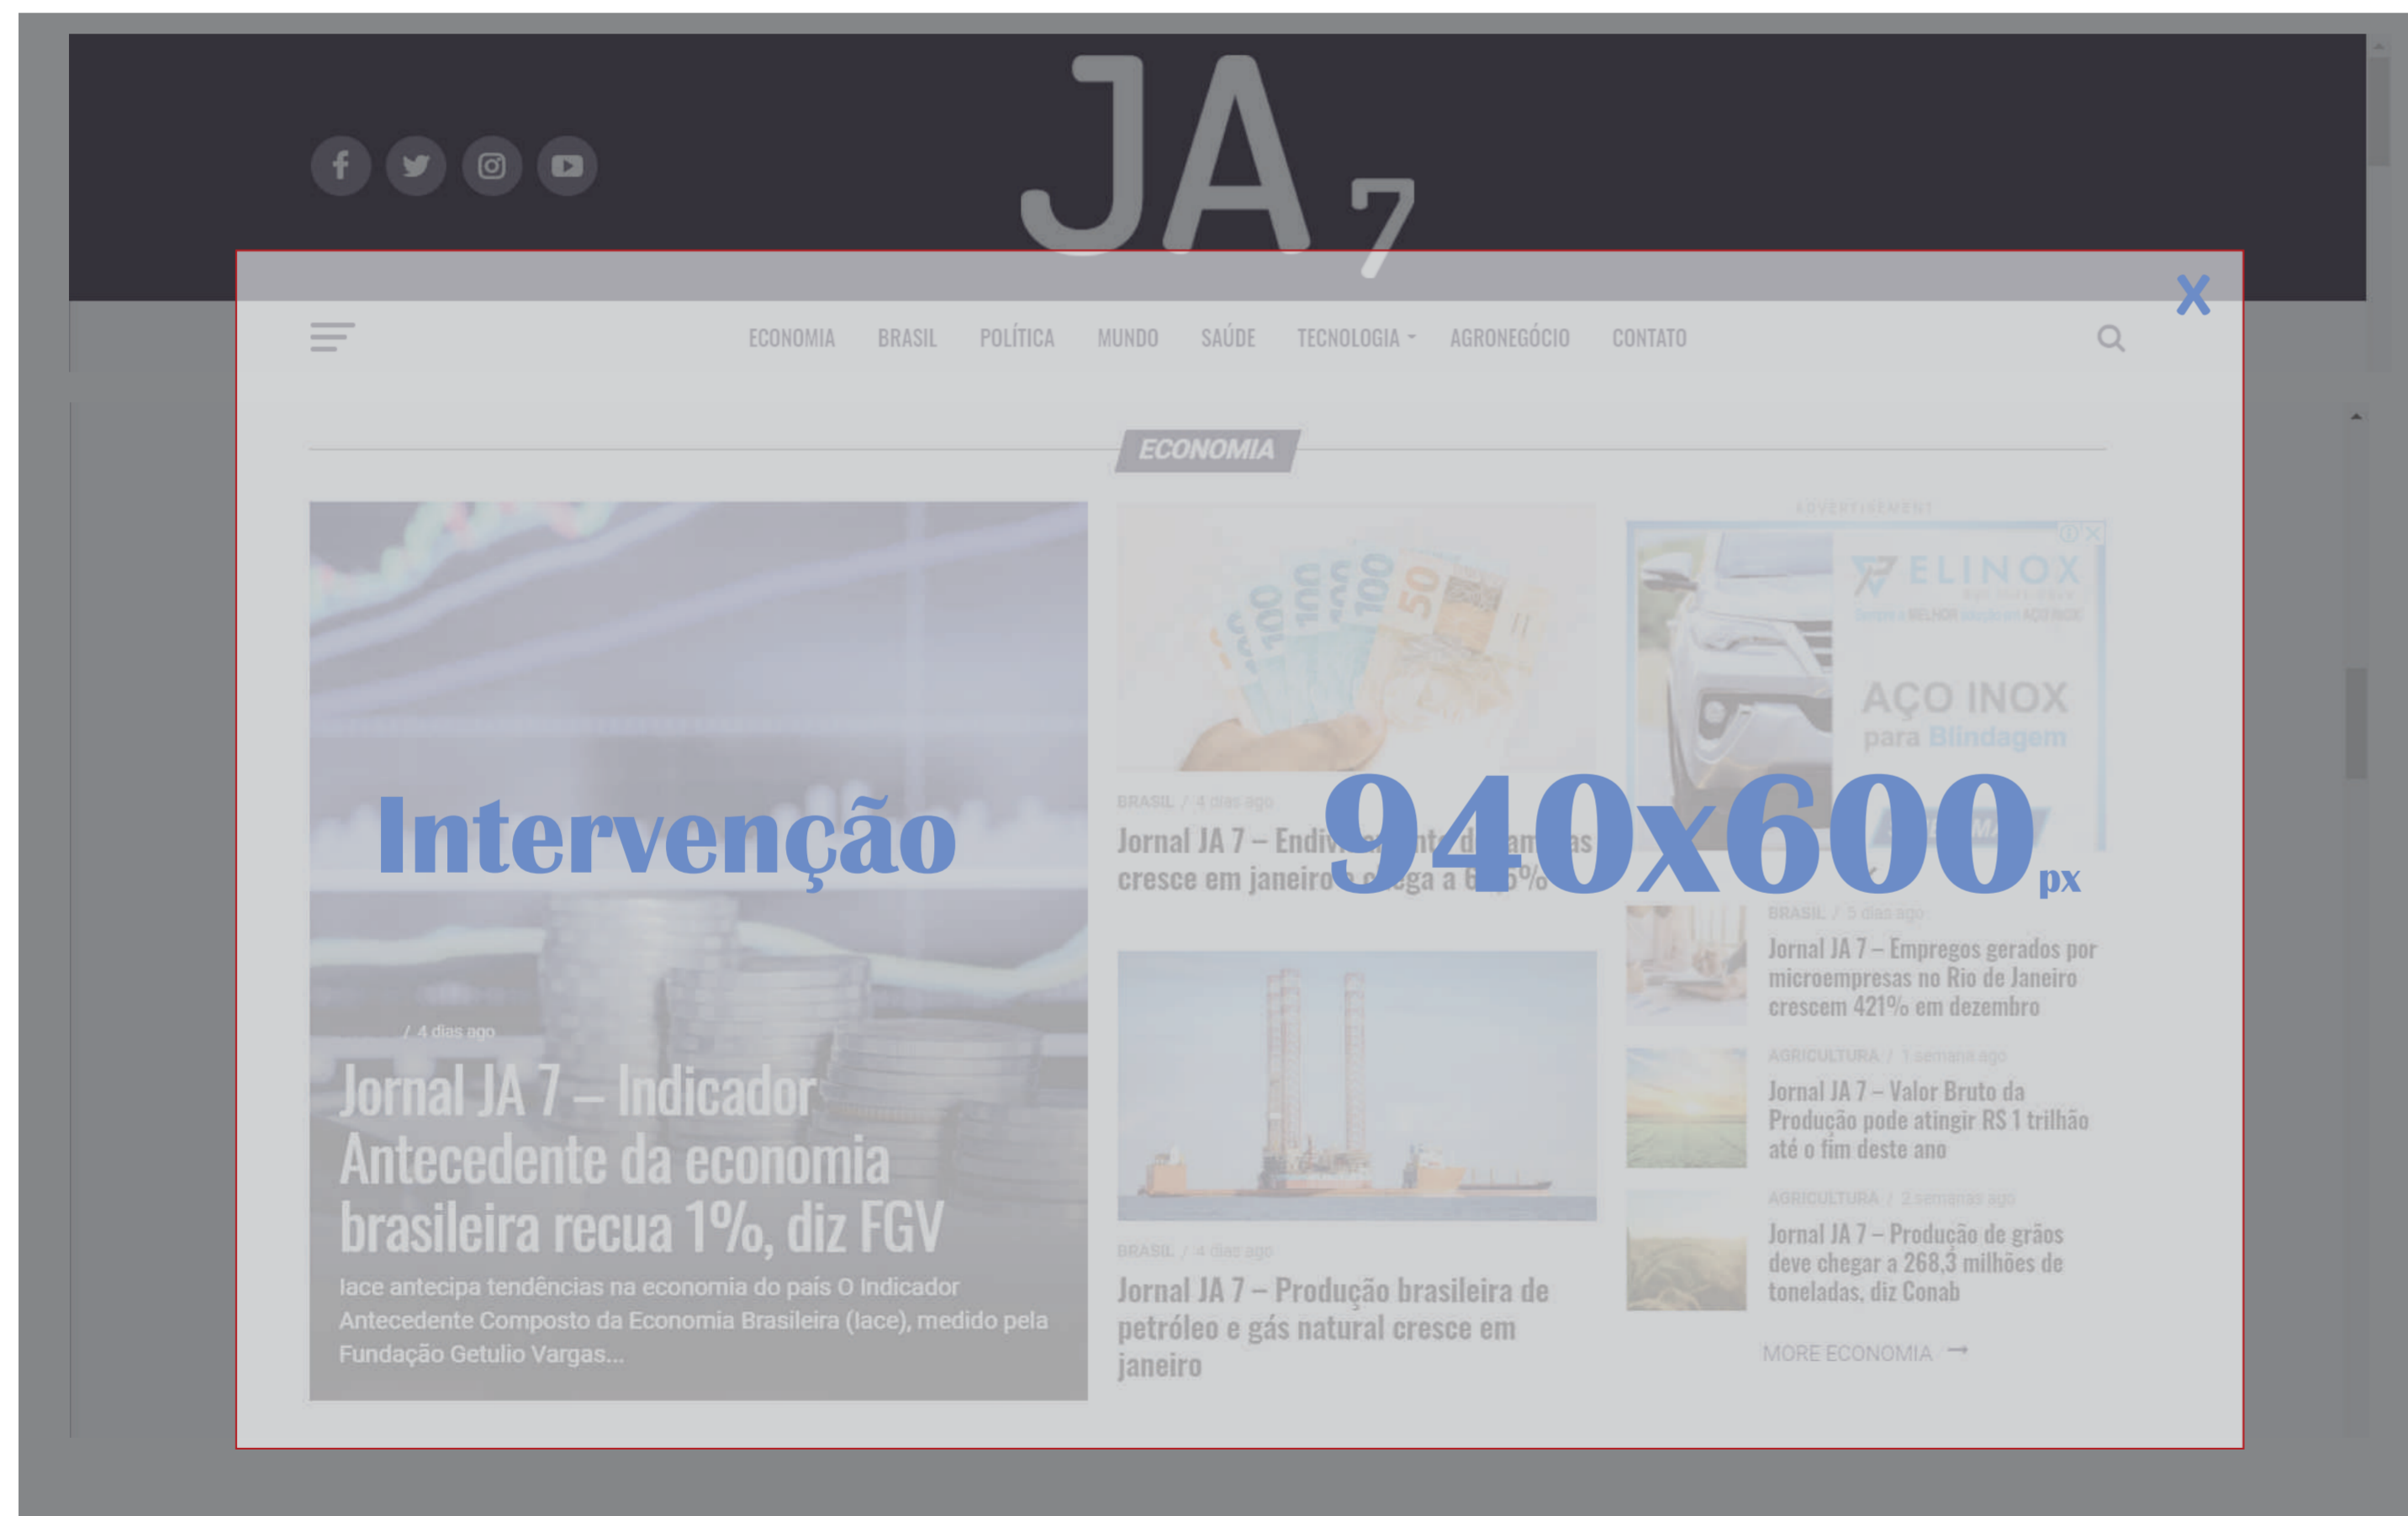 JA 7
X
ECONOMIA BRASIL POLÍTICA MUNDO SAÚDE TECNOLOGIA AGRONEGÓCIO CONTATO
ECONOMIA
/ 4 dias ago
Jornal JA 7 – Indicador
Antecedente da economia
brasileira recua 1%, diz FGV
Iace antecipa tendências na economia do país O Indicador
Antecedente Composto da Economia Brasileira (Iace), medido pela
Fundação Getulio Vargas...
Intervenção
940x600px
100 100 100 100 50
BRASIL / 4 dias ago
Jornal JA 7 –
cresce em janeiro
BRASIL / 4 dias ago
Jornal JA 7 – Produção brasileira de
petróleo e gás natural cresce em
janeiro
ADVERTISEMENT
ELINOX
AÇO INOX
para Blindagem
BRASIL / 5 dias ago
Jornal JA 7 – Empregos gerados por
microempresas no Rio de Janeiro
crescem 421% em dezembro
AGRICULTURA / 1 semana ago
Jornal JA 7 – Valor Bruto da
Produção pode atingir R$ 1 trilhão
até o fim deste ano
AGRICULTURA / 2 semanas ago
Jornal JA 7 – Produção de grãos
deve chegar a 268,3 milhões de
toneladas, diz Conab
MORE ECONOMIA →